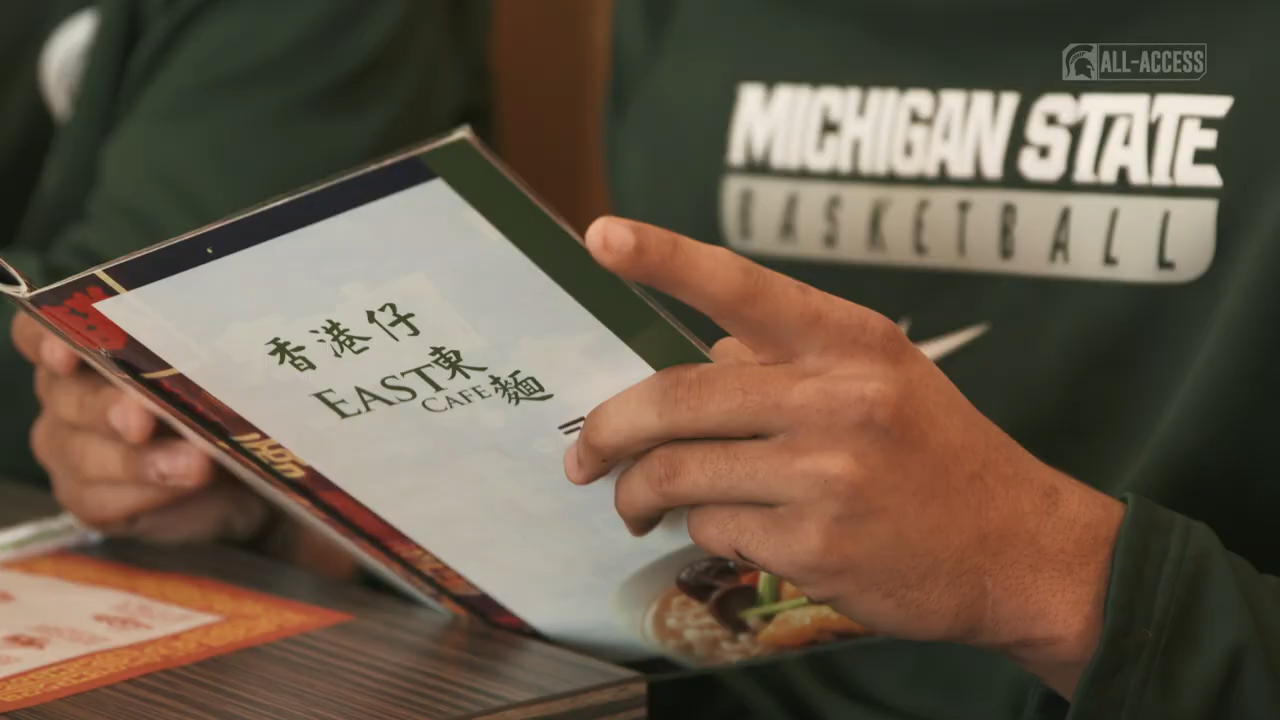 ALL-ACCESS
MICHIGAN STATE
BASKETBALL
香港仔
EAST東
CAFE麵